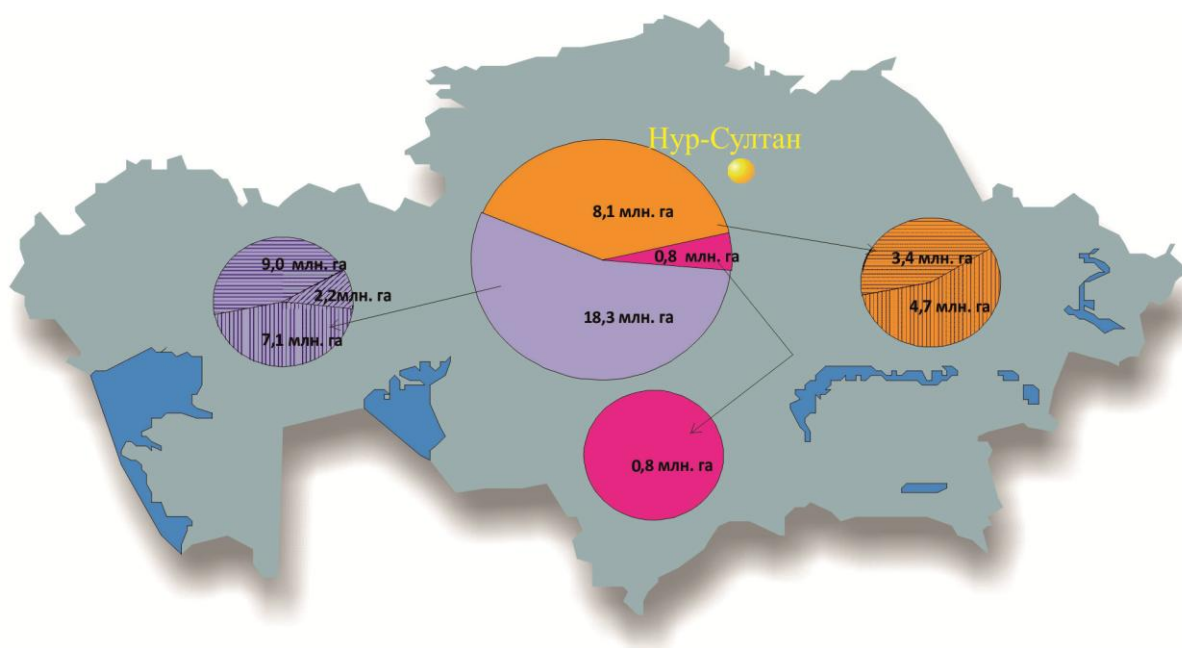 Нур-Султан
8,1 млн. га
0,8 млн. га
18,3 млн. га
9,0 млн. га
2,2млн. га
7,1 млн. га
3,4 млн. га
4,7 млн. га
0,8 млн. га